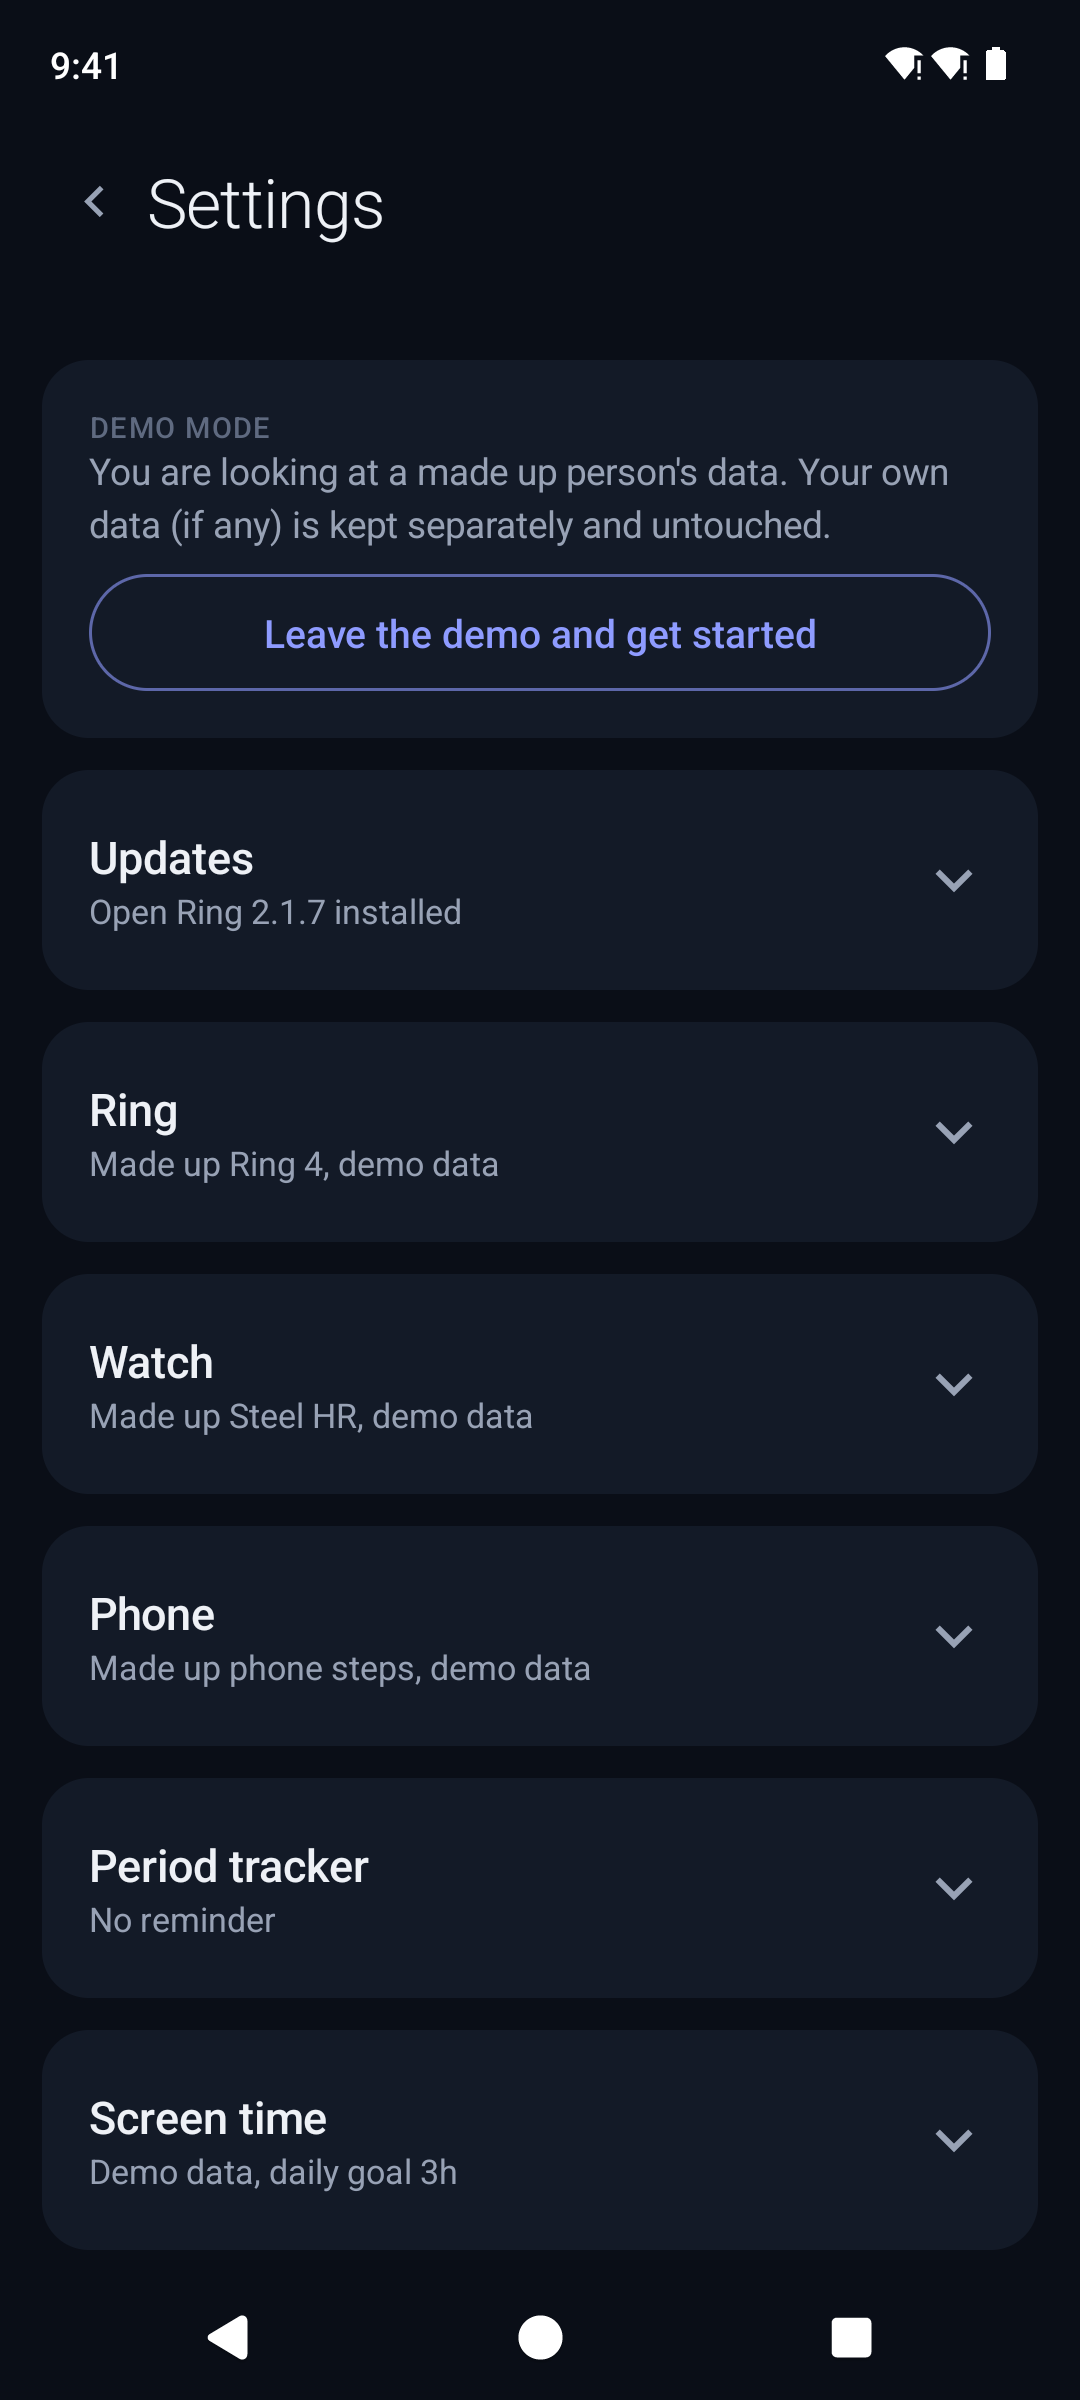 9:41
Settings
DEMO MODE
You are looking at a made up person's data. Your own
data (if any) is kept separately and untouched.
Leave the demo and get started
Updates
Open Ring 2.1.7 installed
Ring
Made up Ring 4, demo data
Watch
Made up Steel HR, demo data
Phone
Made up phone steps, demo data
Period tracker
No reminder
Screen time
Demo data, daily goal 3h